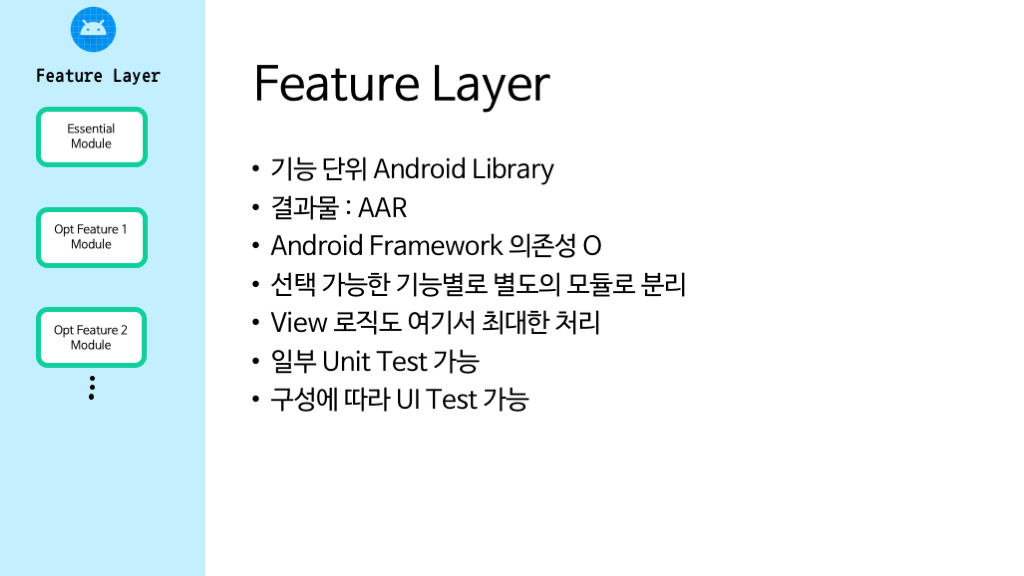 Feature Layer
Essential
Module
Opt Feature 1
Module
Opt Feature 2
Module
Feature Layer
• 기능 단위 Android Library
• 결과물 : AAR
• Android Framework 의존성 O
• 선택 가능한 기능별로 별도의 모듈로 분리
• View 로직도 여기서 최대한 처리
• 일부 Unit Test 가능
• 구성에 따라 UI Test 가능